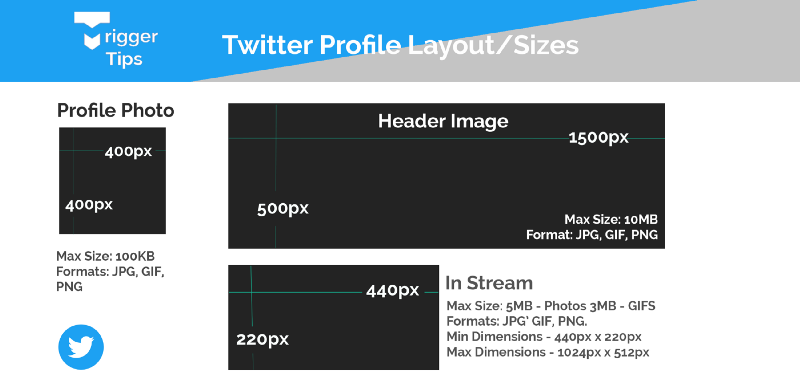 Trigger
Tips
Twitter Profile Layout/Sizes
Profile Photo
400px
400px
Max Size: 100KB
Formats: JPG, GIF,
PNG
Header Image
1500px
500px
Max Size: 10MB
Format: JPG, GIF, PNG
440px
220px
In Stream
Max Size: 5MB - Photos 3MB - GIFS
Formats: JPG' GIF, PNG.
Min Dimensions - 440px x 220px
Max Dimensions - 1024px x 512px